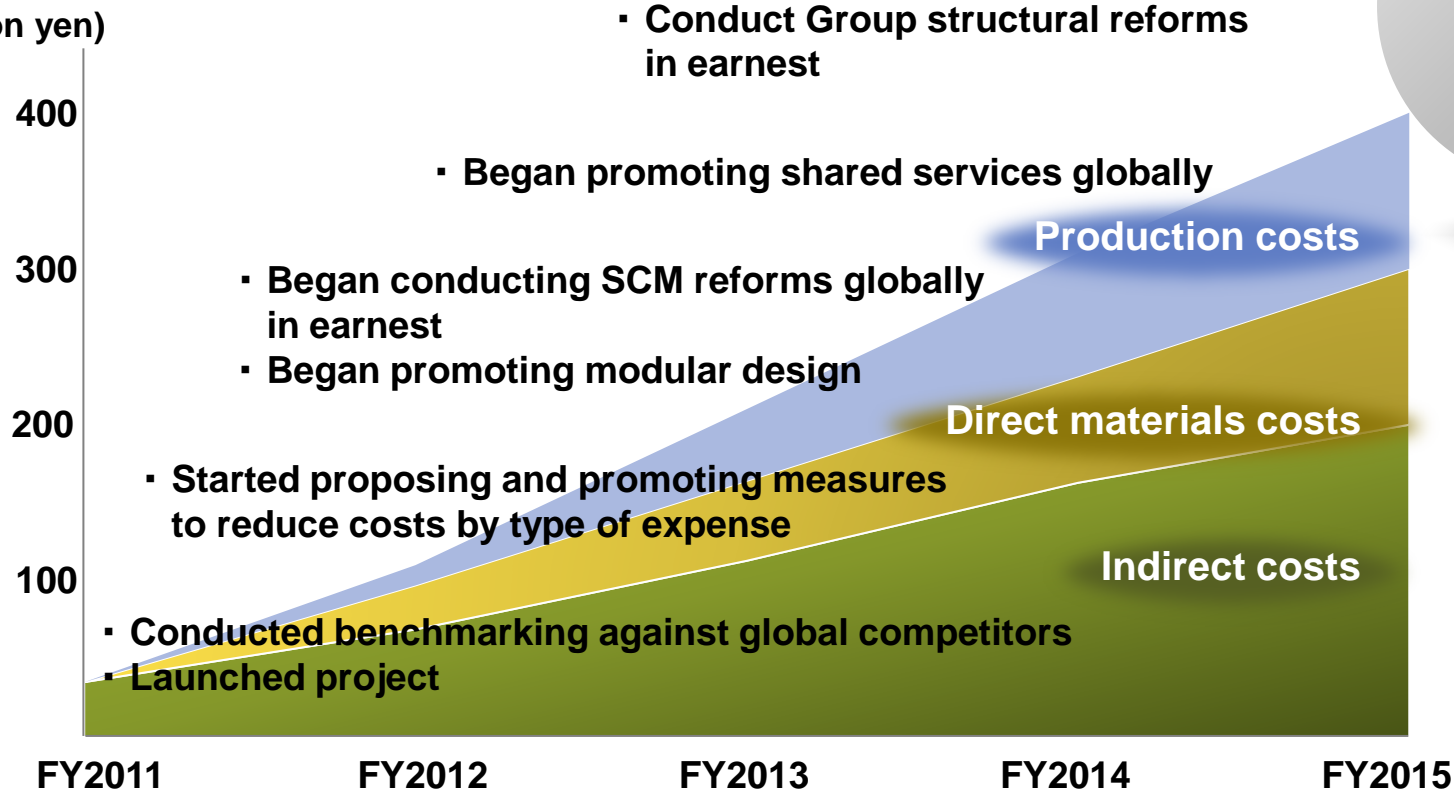 on yen)
▪ Conduct Group structural reforms
in earnest
400
▪ Began promoting shared services globally
Production costs
300
▪ Began conducting SCM reforms globally
in earnest
▪ Began promoting modular design
200
Direct materials costs
▪ Started proposing and promoting measures
to reduce costs by type of expense
100
Indirect costs
▪ Conducted benchmarking against global competitors
▪ Launched project
FY2011 FY2012 FY2013 FY2014 FY2015